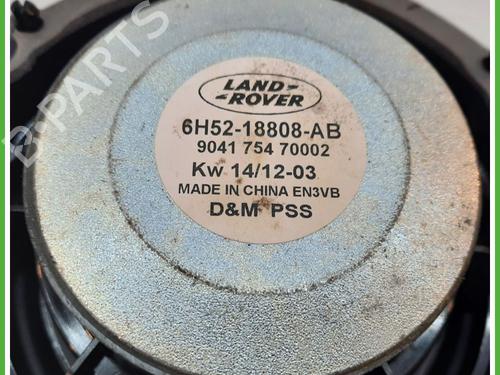 LAND
ROVER
6H52-18808-AB
9041 754 70002
Kw 14/12-03
MADE IN CHINA EN3VB
D&M PSS
B-PARTS